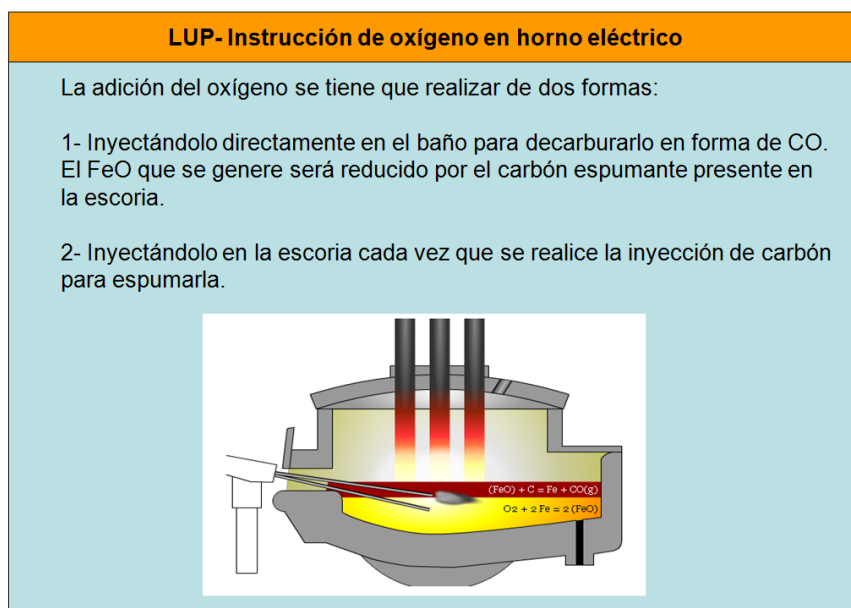 LUP- Instrucción de oxígeno en horno eléctrico
La adición del oxígeno se tiene que realizar de dos formas:
1- Inyectándolo directamente en el baño para decarburarlo en forma de CO.
El FeO que se genere será reducido por el carbón espumante presente en
la escoria.
2- Inyectándolo en la escoria cada vez que se realice la inyección de carbón
para espumarla.
(FeO) + C = Fe + CO(g)
O2 + 2 Fe = 2 (FeO)